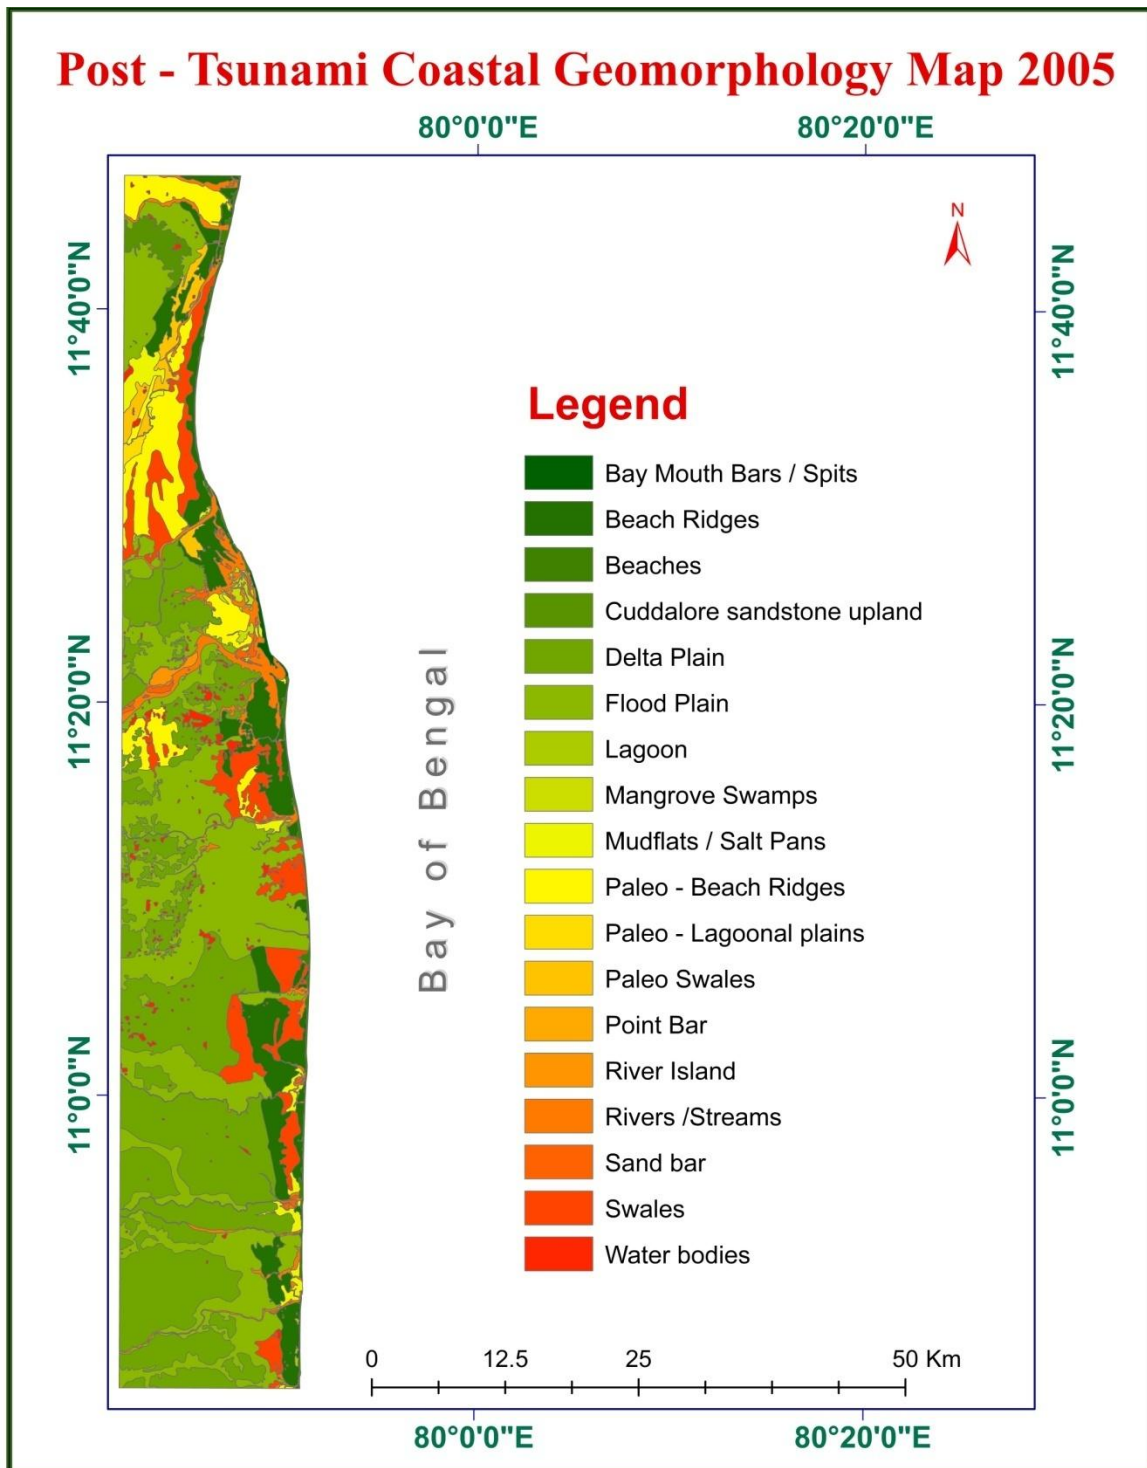 Post - Tsunami Coastal Geomorphology Map 2005
80°0'0"E
80°20'0"E
N
11°40'0"N
11°40'0"N
Legend
Bay Mouth Bars / Spits
Beach Ridges
Beaches
Cuddalore sandstone upland
Delta Plain
Flood Plain
Lagoon
Mangrove Swamps
Mudflats / Salt Pans
Paleo - Beach Ridges
Paleo - Lagoonal plains
Paleo Swales
Point Bar
River Island
Rivers /Streams
Sand bar
Swales
Water bodies
Bay of Bengal
11°20'0"N
11°20'0"N
11°0'0"N
11°0'0"N
0 12.5 25 50 Km
80°0'0"E
80°20'0"E